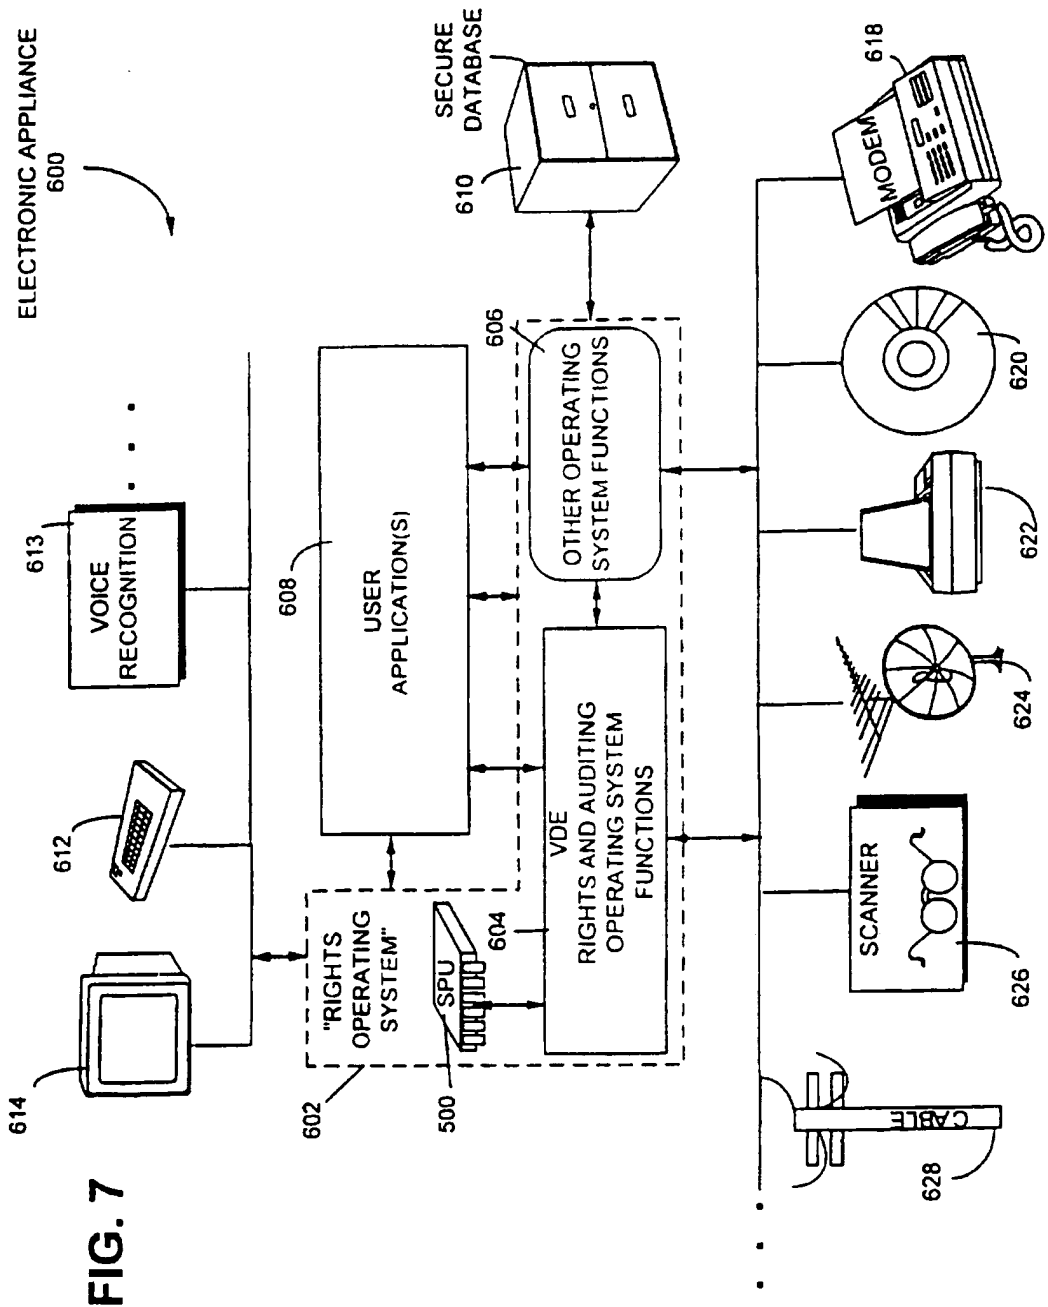 FIG. 7
ELECTRONIC APPLIANCE
600
614
612
613
VOICE
RECOGNITION
602
"RIGHTS
OPERATING
SYSTEM"
608
USER
APPLICATION(S)
500
SPU
604
VDE
RIGHTS AND AUDITING
OPERATING SYSTEM
FUNCTIONS
606
OTHER OPERATING
SYSTEM FUNCTIONS
610
SECURE
DATABASE
628
CABLE
626
SCANNER
624
622
620
MODEM
618